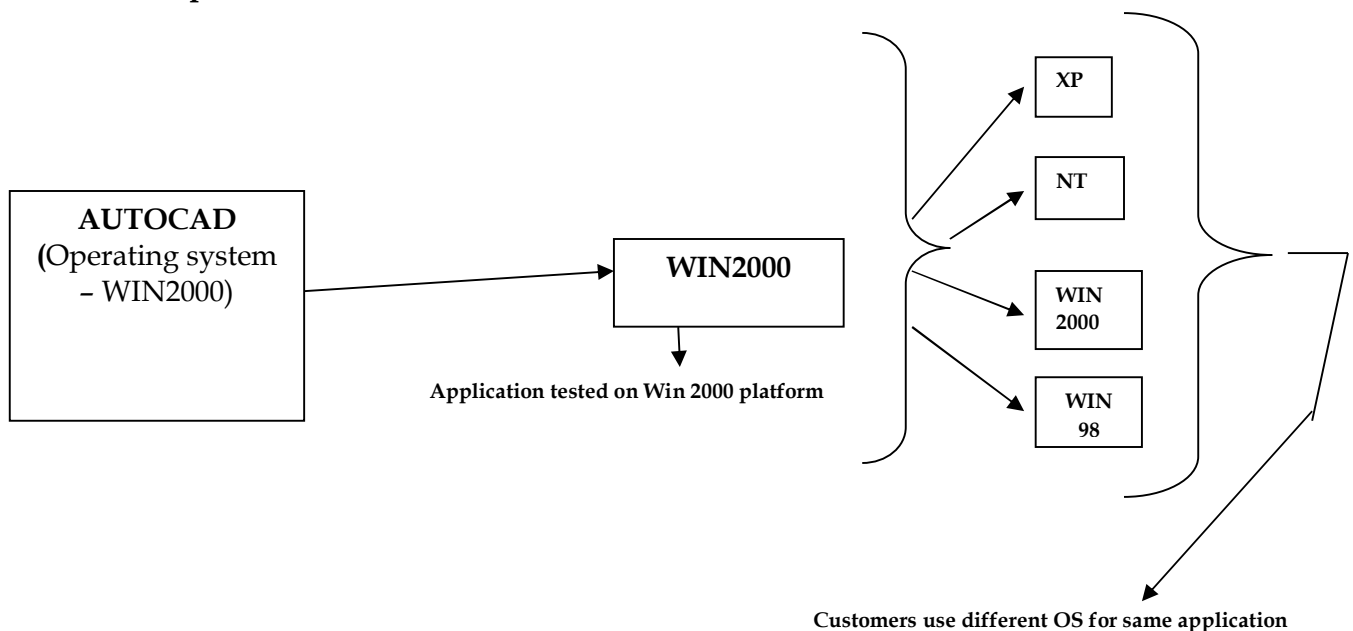 XP
NT
AUTOCAD
(Operating system
– WIN2000)
WIN2000
WIN
2000
Application tested on Win 2000 platform
WIN
98
Customers use different OS for same application